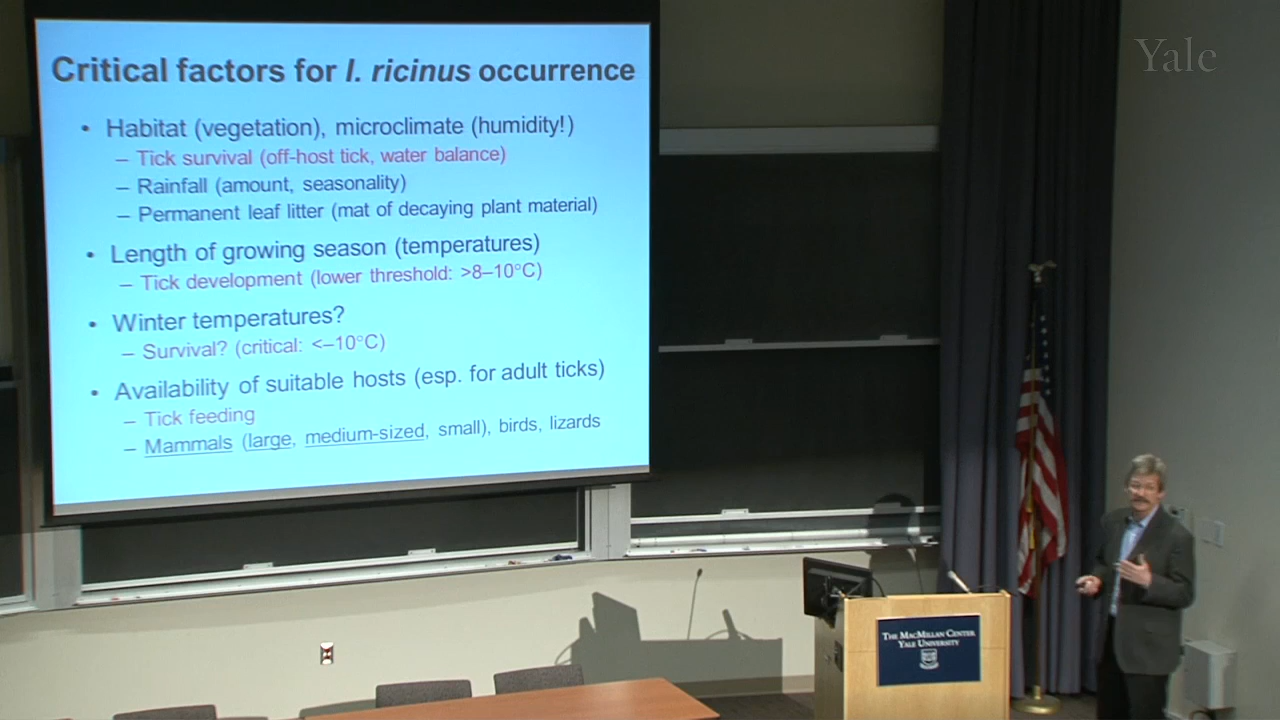 Yale
Critical factors for I. ricinus occurrence
• Habitat (vegetation), microclimate (humidity!)
– Tick survival (off-host tick, water balance)
– Rainfall (amount, seasonality)
– Permanent leaf litter (mat of decaying plant material)
• Length of growing season (temperatures)
– Tick development (lower threshold: >8–10°C)
• Winter temperatures?
– Survival? (critical: <–10°C)
• Availability of suitable hosts (esp. for adult ticks)
– Tick feeding
– Mammals (large, medium-sized, small), birds, lizards
THE MACMILLAN CENTER
YALE UNIVERSITY